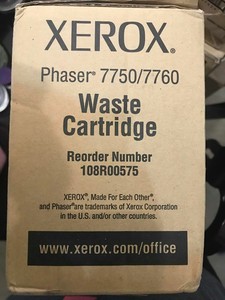 XEROX®
Phaser® 7750/7760
Waste
Cartridge
Reorder Number
108R00575
XEROX®, Made For Each Other®,
and Phaser® are trademarks of Xerox Corporation
in the U.S. and/or other countries.
www.xerox.com/office